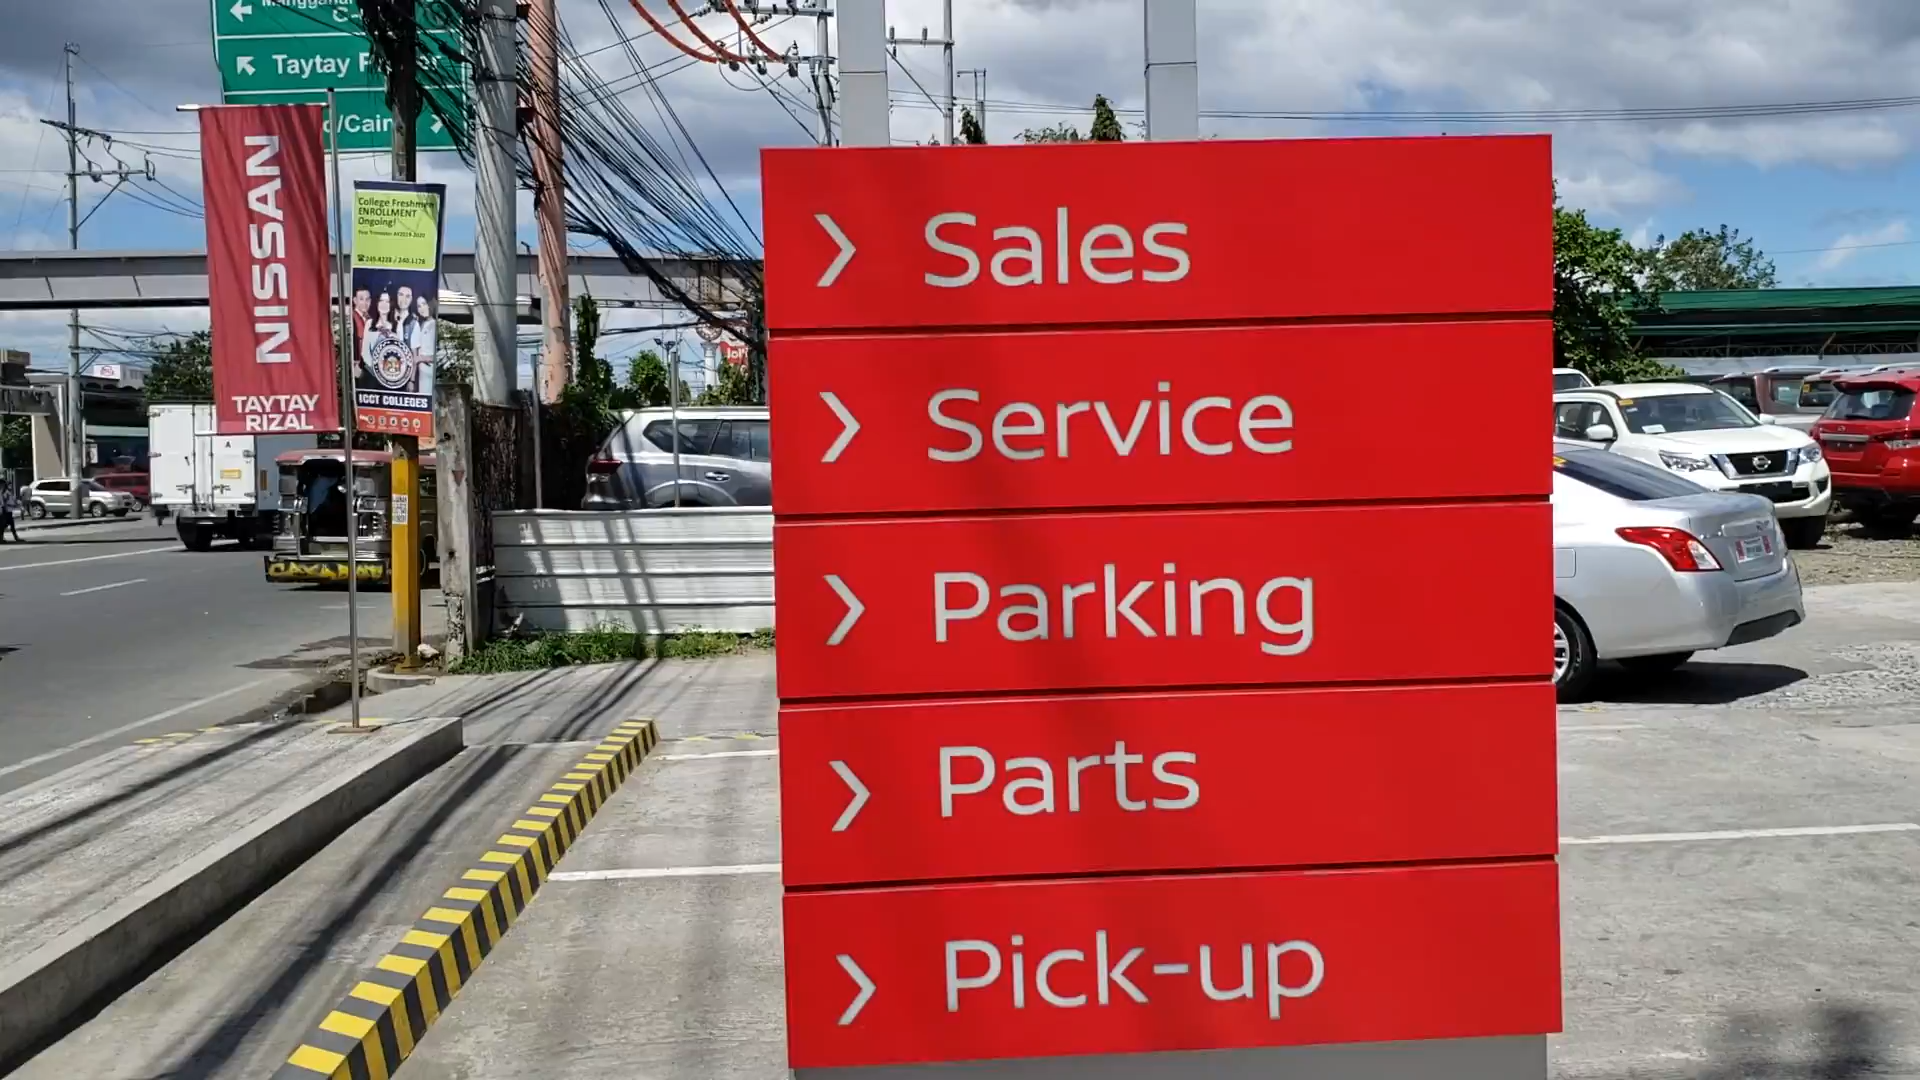 Taytay
NISSAN
TAYTAY
RIZAL
College Freshmen
ENROLLMENT
Ongoing!
ICCT COLLEGES
Sales
Service
Parking
Parts
Pick-up